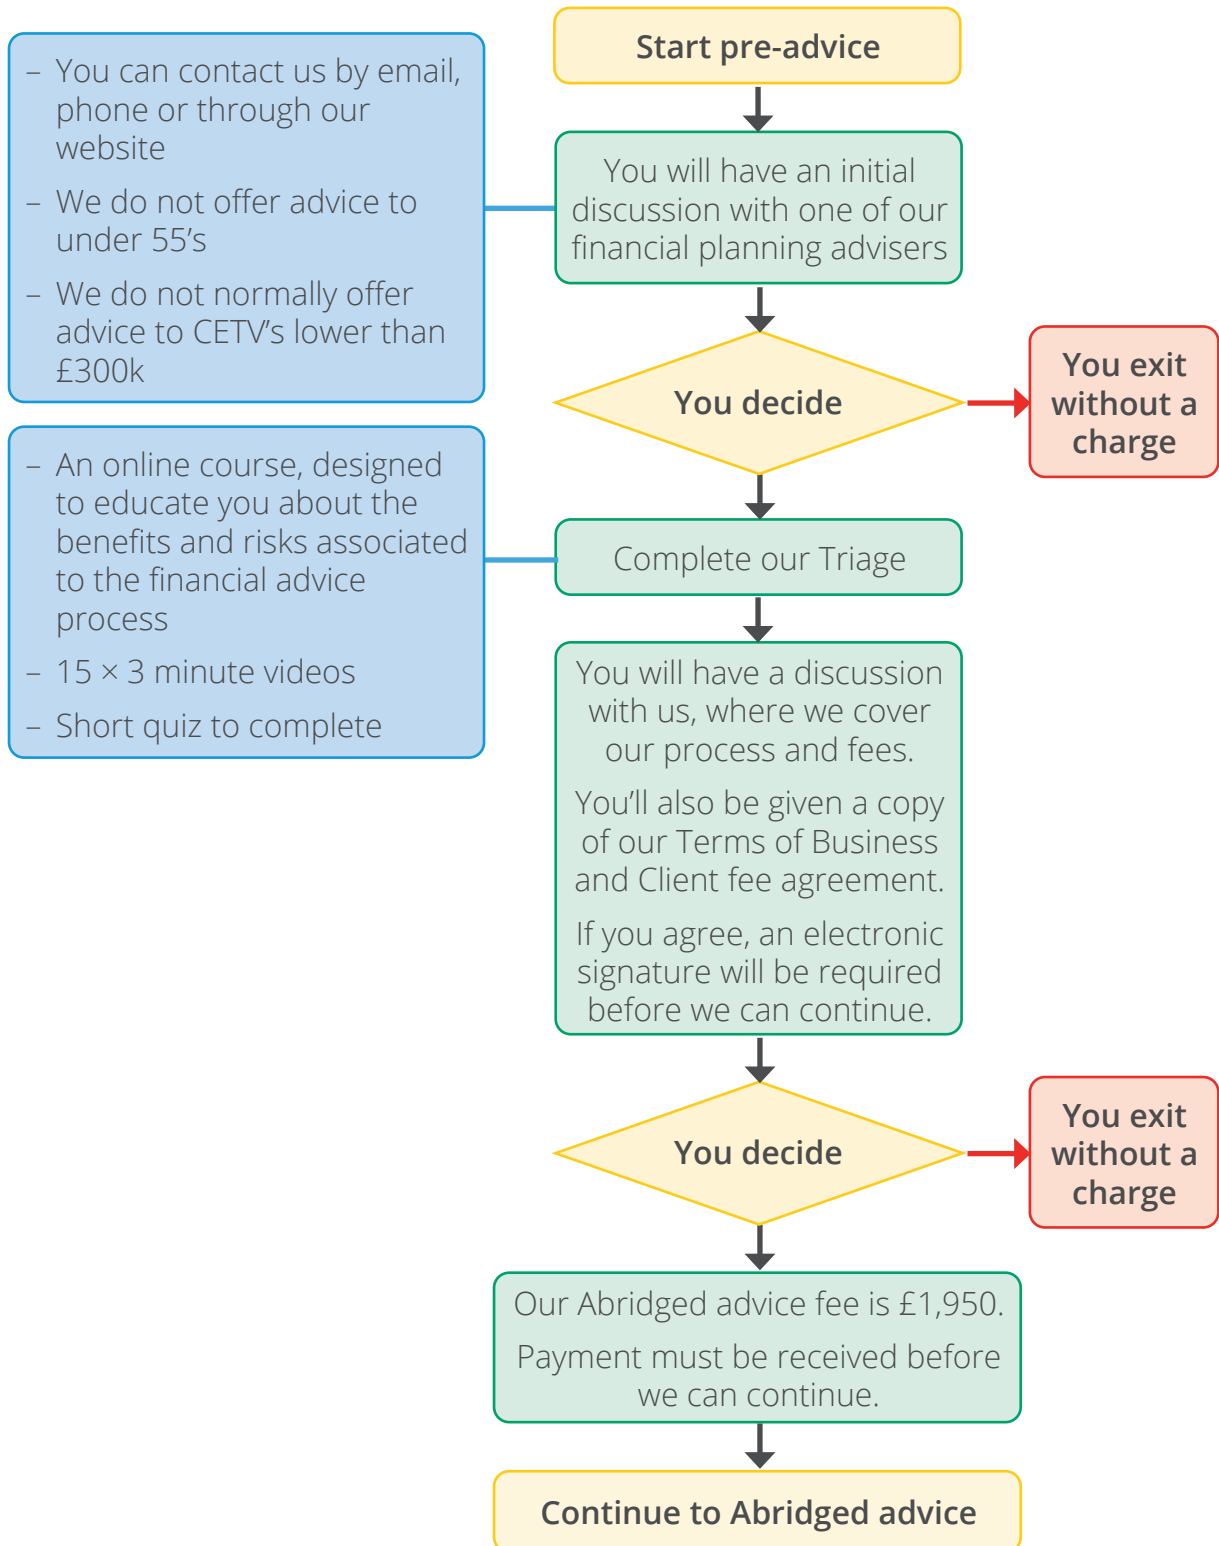 Start pre-advice
– You can contact us by email,
phone or through our
website
– We do not offer advice to
under 55’s
– We do not normally offer
advice to CETV’s lower than
£300k
You will have an initial
discussion with one of our
financial planning advisers
You decide
You exit
without a
charge
– An online course, designed
to educate you about the
benefits and risks associated
to the financial advice
process
– 15 × 3 minute videos
– Short quiz to complete
Complete our Triage
You will have a discussion
with us, where we cover
our process and fees.
You’ll also be given a copy
of our Terms of Business
and Client fee agreement.
If you agree, an electronic
signature will be required
before we can continue.
You decide
You exit
without a
charge
Our Abridged advice fee is £1,950.
Payment must be received before
we can continue.
Continue to Abridged advice